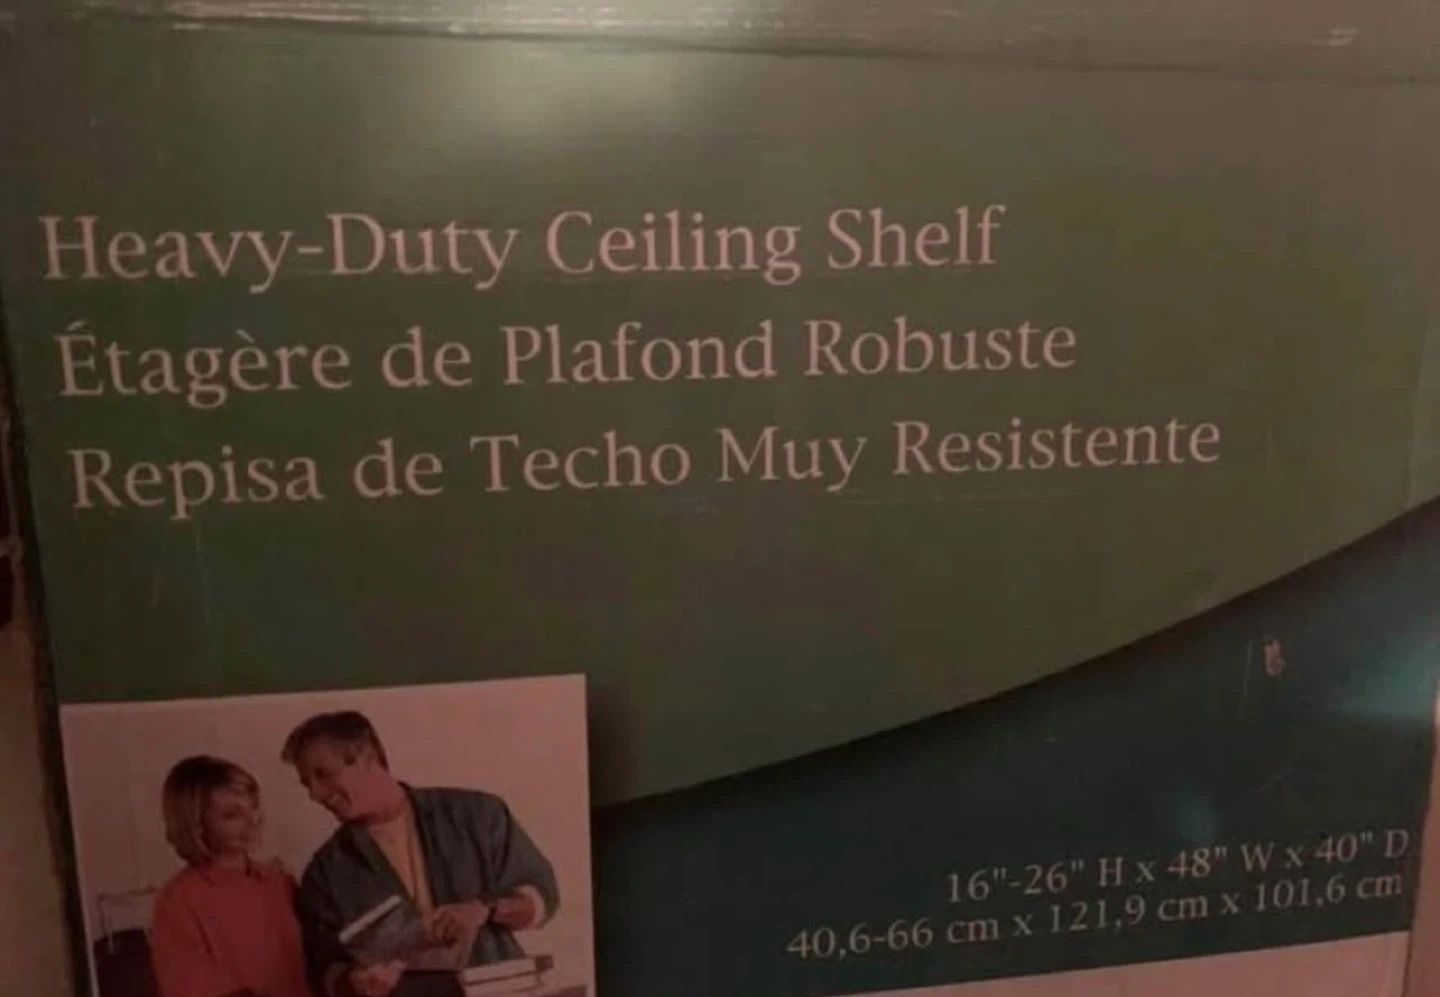 Heavy-Duty Ceiling Shelf
Étagère de Plafond Robuste
Repisa de Techo Muy Resistente
16"-26" H x 48" W x 40" D
40,6-66 cm x 121,9 cm x 101,6 cm